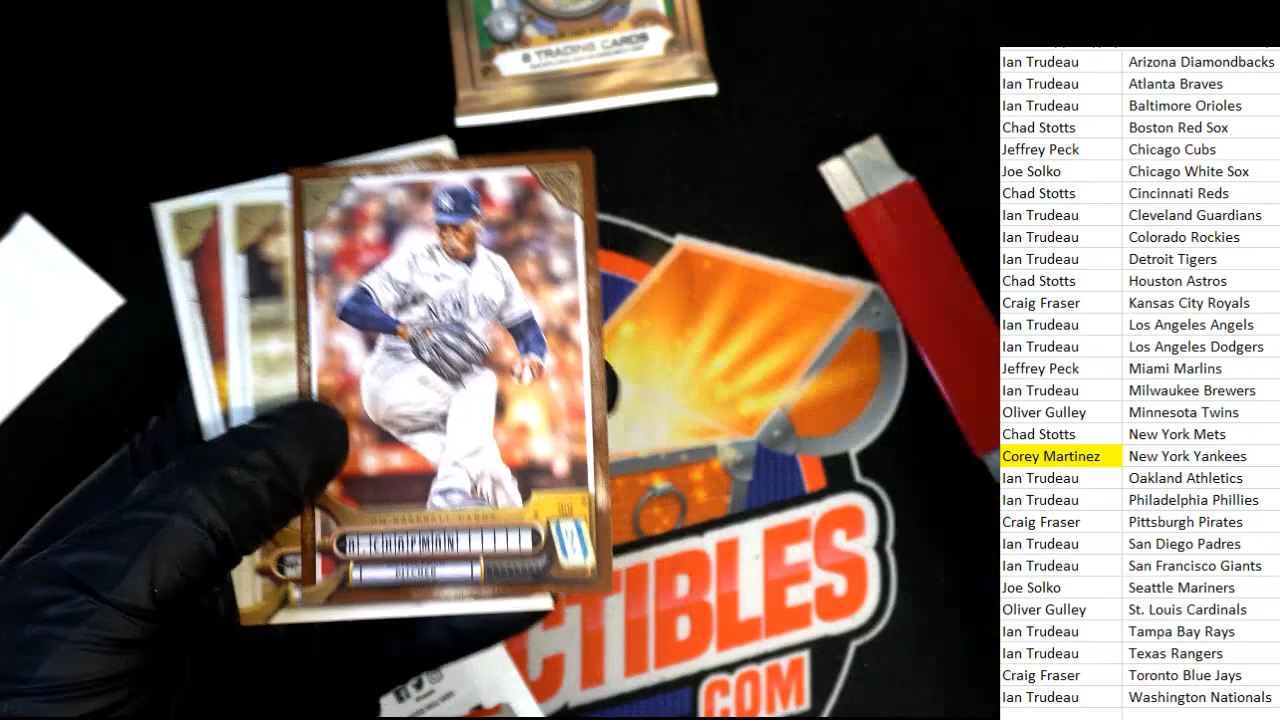 8 TRADING CARDS
NEW YO
A. CHAPMAN
PITCHER
CTIBLES
.COM
Ian Trudeau Arizona Diamondbacks
Ian Trudeau Atlanta Braves
Ian Trudeau Baltimore Orioles
Chad Stotts Boston Red Sox
Jeffrey Peck Chicago Cubs
Joe Solko Chicago White Sox
Chad Stotts Cincinnati Reds
Ian Trudeau Cleveland Guardians
Ian Trudeau Colorado Rockies
Ian Trudeau Detroit Tigers
Chad Stotts Houston Astros
Craig Fraser Kansas City Royals
Ian Trudeau Los Angeles Angels
Ian Trudeau Los Angeles Dodgers
Jeffrey Peck Miami Marlins
Ian Trudeau Milwaukee Brewers
Oliver Gulley Minnesota Twins
Chad Stotts New York Mets
Corey Martinez New York Yankees
Ian Trudeau Oakland Athletics
Ian Trudeau Philadelphia Phillies
Craig Fraser Pittsburgh Pirates
Ian Trudeau San Diego Padres
Ian Trudeau San Francisco Giants
Joe Solko Seattle Mariners
Oliver Gulley St. Louis Cardinals
Ian Trudeau Tampa Bay Rays
Ian Trudeau Texas Rangers
Craig Fraser Toronto Blue Jays
Ian Trudeau Washington Nationals